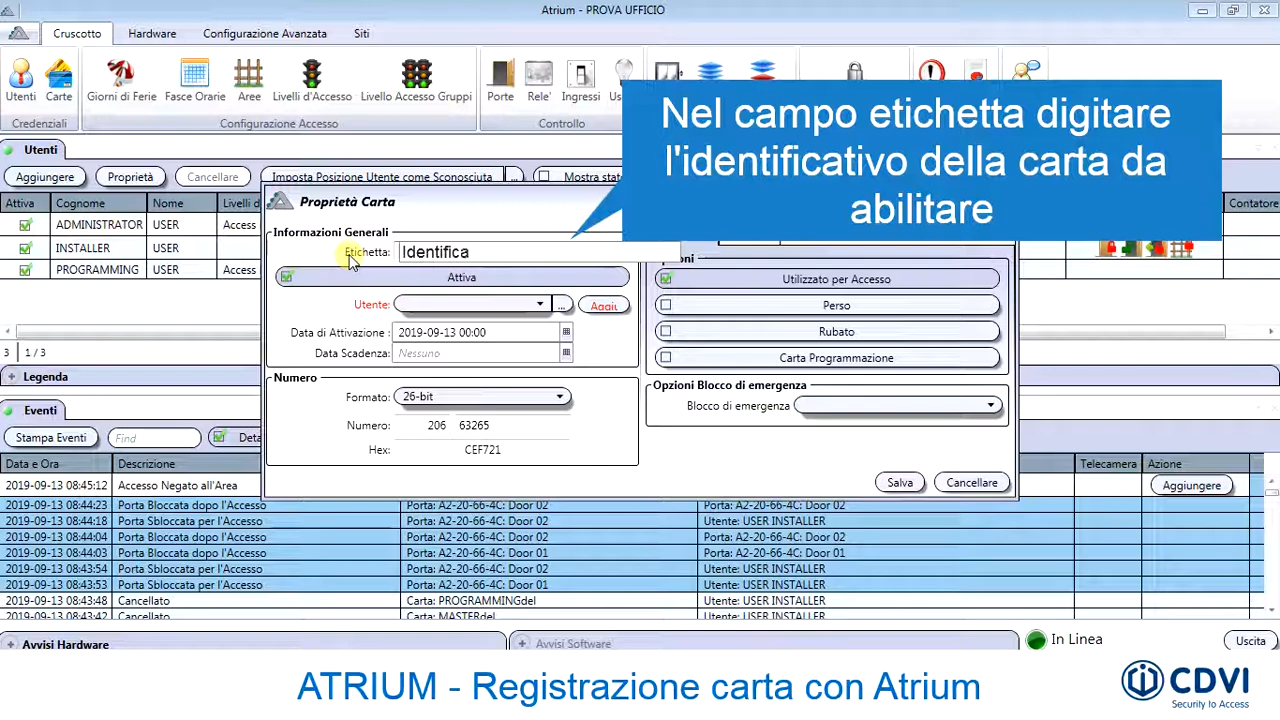 Atrium - PROVA UFFICIO
Cruscotto Hardware Configurazione Avanzata Siti
Utenti Carte Giorni di Ferie Fasce Orarie Aree Livelli d'Accesso Livello Accesso Gruppi Porte Rele' Ingressi
Credenziali Configurazione Accesso Controllo
Nel campo etichetta digitare
l'identificativo della carta da
abilitare
Utenti
Aggiungere Proprietà Cancellare Imposta Posizione Utente come Sconosciuta ... Mostra stato
Attiva Cognome Nome Livelli d Contatore
ADMINISTRATOR USER Access
INSTALLER USER
PROGRAMMING USER Access
3 1 / 3
Legenda
Proprietà Carta
Informazioni Generali
Etichetta: Identifica
Attiva
Utente: ... Aggiu
Data di Attivazione : 2019-09-13 00:00
Data Scadenza: Nessuno
Numero
Formato: 26-bit
Numero: 206 63265
Hex: CEF721
Utilizzato per Accesso
Perso
Rubato
Carta Programmazione
Opzioni Blocco di emergenza
Blocco di emergenza
Salva Cancellare
Eventi
Stampa Eventi Find Deta
Data e Ora Descrizione Telecamera Azione
2019-09-13 08:45:12 Accesso Negato all'Area Aggiungere
2019-09-13 08:44:23 Porta Bloccata dopo l'Accesso Porta: A2-20-66-4C: Door 02 Porta: A2-20-66-4C: Door 02
2019-09-13 08:44:18 Porta Sbloccata per l'Accesso Porta: A2-20-66-4C: Door 02 Utente: USER INSTALLER
2019-09-13 08:44:04 Porta Bloccata dopo l'Accesso Porta: A2-20-66-4C: Door 02 Porta: A2-20-66-4C: Door 02
2019-09-13 08:44:03 Porta Bloccata dopo l'Accesso Porta: A2-20-66-4C: Door 01 Porta: A2-20-66-4C: Door 01
2019-09-13 08:43:54 Porta Sbloccata per l'Accesso Porta: A2-20-66-4C: Door 02 Utente: USER INSTALLER
2019-09-13 08:43:53 Porta Sbloccata per l'Accesso Porta: A2-20-66-4C: Door 01 Utente: USER INSTALLER
2019-09-13 08:43:48 Cancellato Carta: PROGRAMMINGdel Utente: USER INSTALLER
2019-09-13 08:43:42 Cancellato Carta: MASTERdel Utente: USER INSTALLER
Avvisi Hardware Avvisi Software In Linea Uscita
ATRIUM - Registrazione carta con Atrium
CDVI
Security to Access